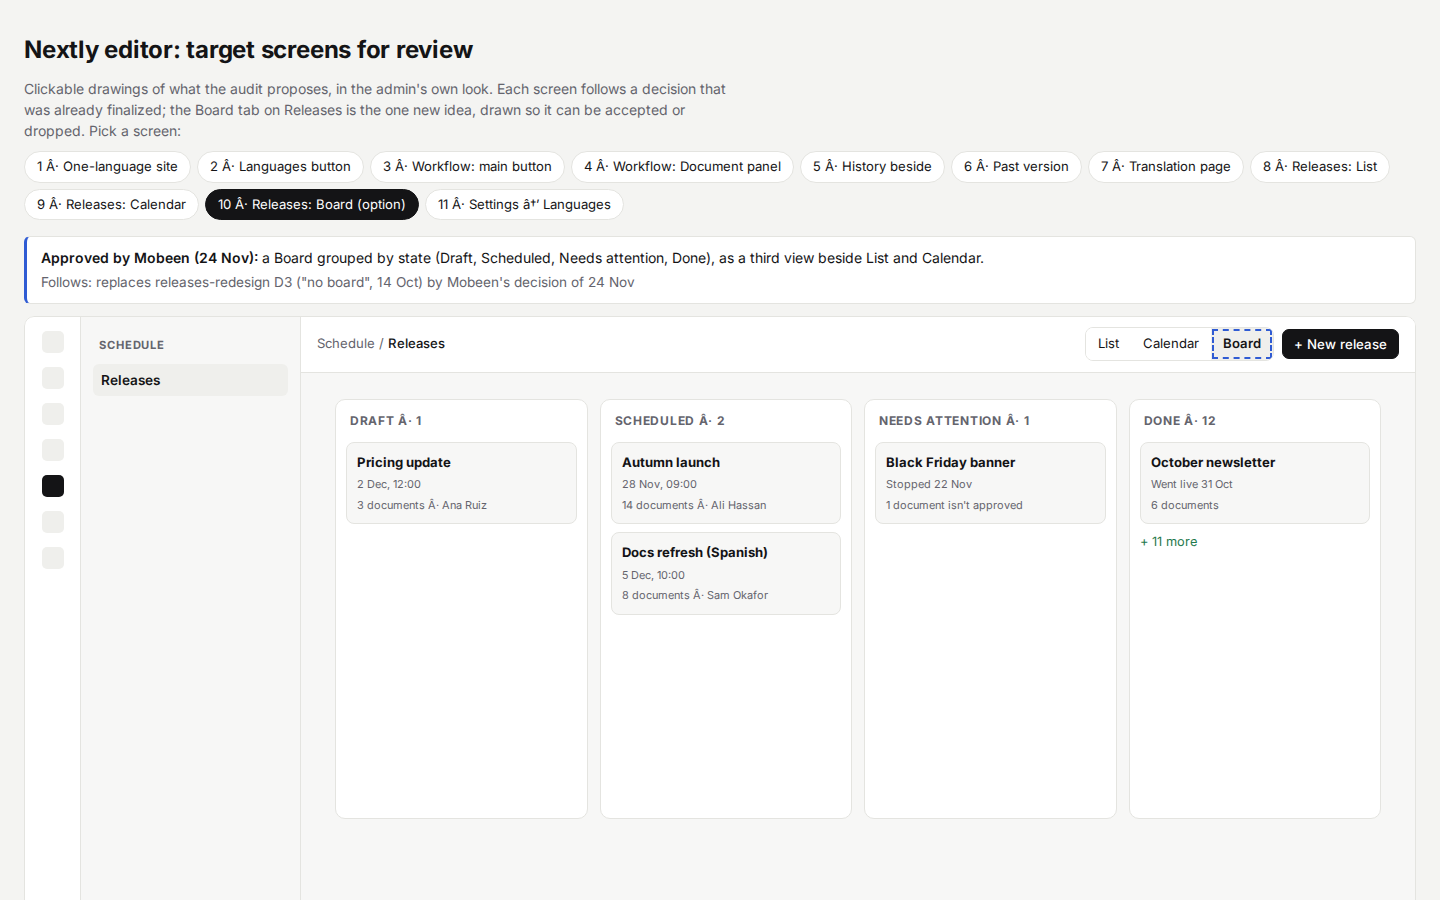 Nextly editor: target screens for review
Clickable drawings of what the audit proposes, in the admin's own look. Each screen follows a decision that
was already finalized; the Board tab on Releases is the one new idea, drawn so it can be accepted or
dropped. Pick a screen:
1 Â· One-language site
2 Â· Languages button
3 Â· Workflow: main button
4 Â· Workflow: Document panel
5 Â· History beside
6 Â· Past version
7 Â· Translation page
8 Â· Releases: List
9 Â· Releases: Calendar
10 Â· Releases: Board (option)
11 Â· Settings â†’ Languages
Approved by Mobeen (24 Nov): a Board grouped by state (Draft, Scheduled, Needs attention, Done), as a third view beside List and Calendar.
Follows: replaces releases-redesign D3 ("no board", 14 Oct) by Mobeen's decision of 24 Nov
SCHEDULE
Releases
Schedule / Releases
List
Calendar
Board
+ New release
DRAFT Â· 1
Pricing update
2 Dec, 12:00
3 documents Â· Ana Ruiz
SCHEDULED Â· 2
Autumn launch
28 Nov, 09:00
14 documents Â· Ali Hassan
Docs refresh (Spanish)
5 Dec, 10:00
8 documents Â· Sam Okafor
NEEDS ATTENTION Â· 1
Black Friday banner
Stopped 22 Nov
1 document isn't approved
DONE Â· 12
October newsletter
Went live 31 Oct
6 documents
+ 11 more